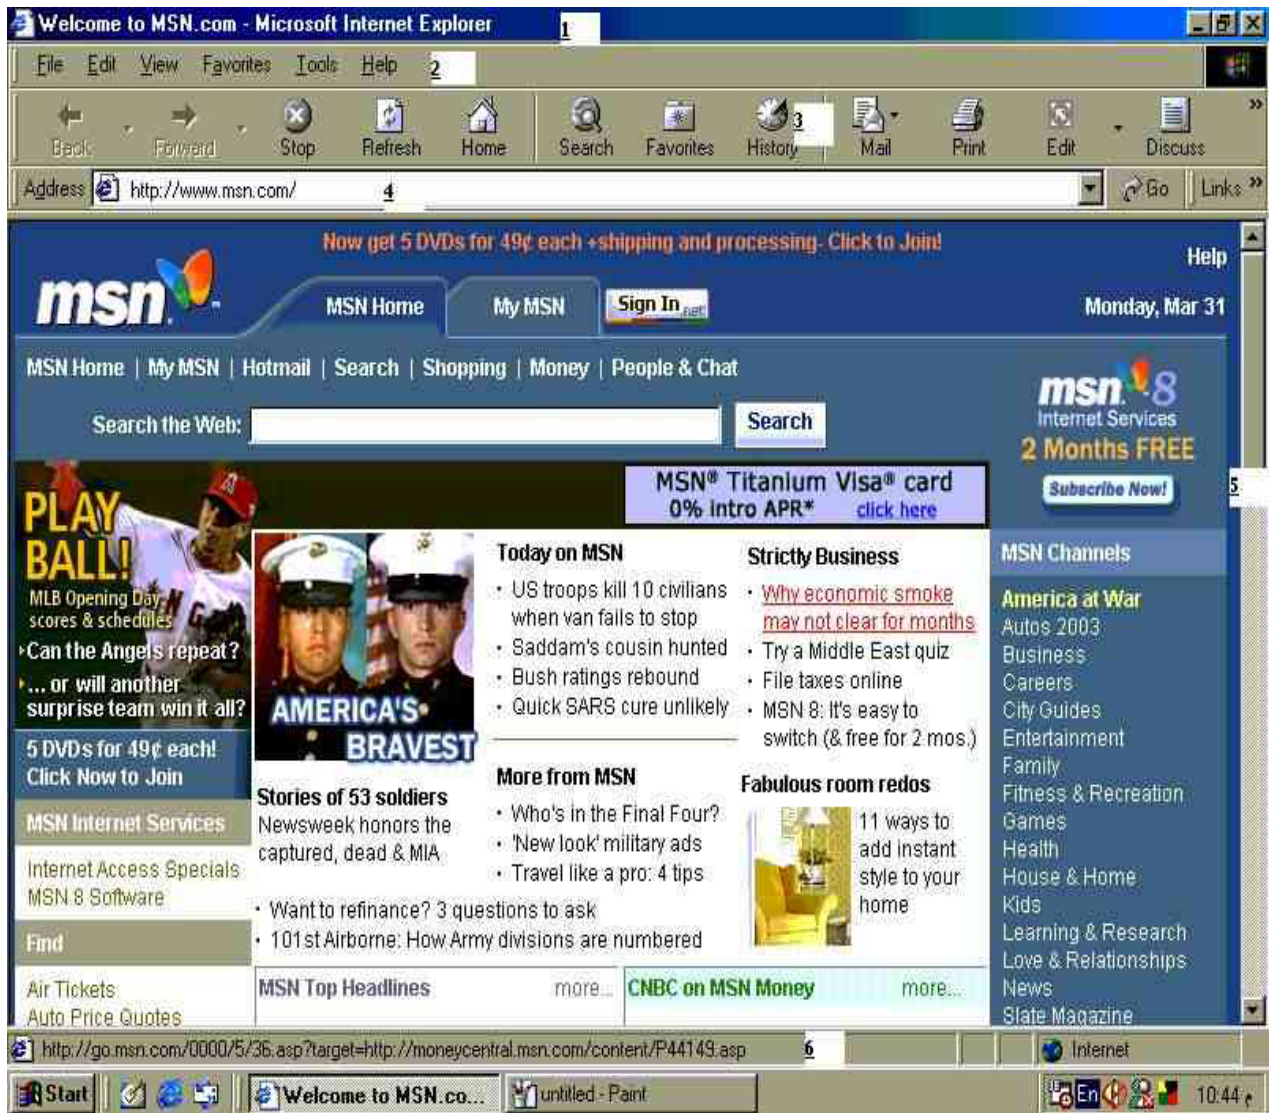 Welcome to MSN.com - Microsoft Internet Explorer 1
File Edit View Favorites Tools Help 2
Back Forward Stop Refresh Home Search Favorites History 3 Mail Print Edit Discuss »
Address http://www.msn.com/ 4 Go Links »
Now get 5 DVDs for 49¢ each +shipping and processing- Click to Join!
Help
msn
MSN Home My MSN Sign In .net Monday, Mar 31
MSN Home | My MSN | Hotmail | Search | Shopping | Money | People & Chat
Search the Web: Search
msn 8
Internet Services
2 Months FREE
Subscribe Now!
5
MSN® Titanium Visa® card
0% Intro APR* click here
PLAY
BALL!
MLB Opening Day
scores & schedules
Can the Angels repeat?
... or will another
surprise team win it all?
5 DVDs for 49¢ each!
Click Now to Join
MSN Internet Services
Internet Access Specials
MSN 8 Software
Find
Air Tickets
Auto Price Quotes
AMERICA'S
BRAVEST
Stories of 53 soldiers
Newsweek honors the
captured, dead & MIA
Today on MSN
· US troops kill 10 civilians
when van fails to stop
· Saddam's cousin hunted
· Bush ratings rebound
· Quick SARS cure unlikely
More from MSN
· Who's in the Final Four?
· 'New look' military ads
· Travel like a pro: 4 tips
· Want to refinance? 3 questions to ask
· 101st Airborne: How Army divisions are numbered
Strictly Business
· Why economic smoke
may not clear for months
· Try a Middle East quiz
· File taxes online
· MSN 8: It's easy to
switch (& free for 2 mos.)
Fabulous room redos
11 ways to
add instant
style to your
home
MSN Top Headlines more...
CNBC on MSN Money more...
MSN Channels
America at War
Autos 2003
Business
Careers
City Guides
Entertainment
Family
Fitness & Recreation
Games
Health
House & Home
Kids
Learning & Research
Love & Relationships
News
Slate Magazine
http://go.msn.com/0000/5/36.asp?target=http://moneycentral.msn.com/content/P44149.asp 6 Internet
Start Welcome to MSN.co... untitled - Paint En 10:44 م